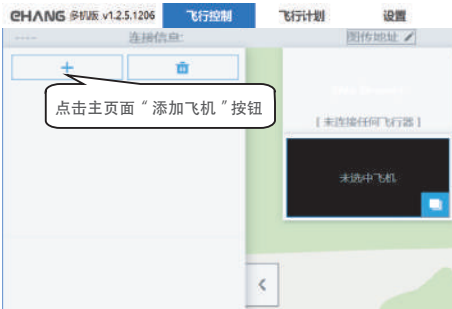 EHANG 多机版 v1.2.5.1206 飞行控制 飞行计划 设置
---- 连接信息: 图传地址
点击主页面“添加飞机”按钮
[ 未连接任何飞行器 ]
未选中飞机